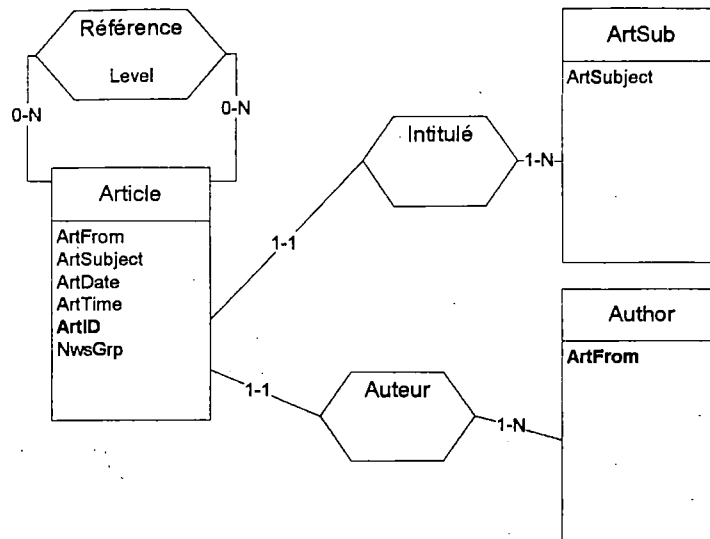 Référence
Level
0-N
0-N
Article
ArtFrom
ArtSubject
ArtDate
ArtTime
ArtID
NwsGrp
1-1
Intitulé
1-N
ArtSub
ArtSubject
1-1
Auteur
1-N
Author
ArtFrom